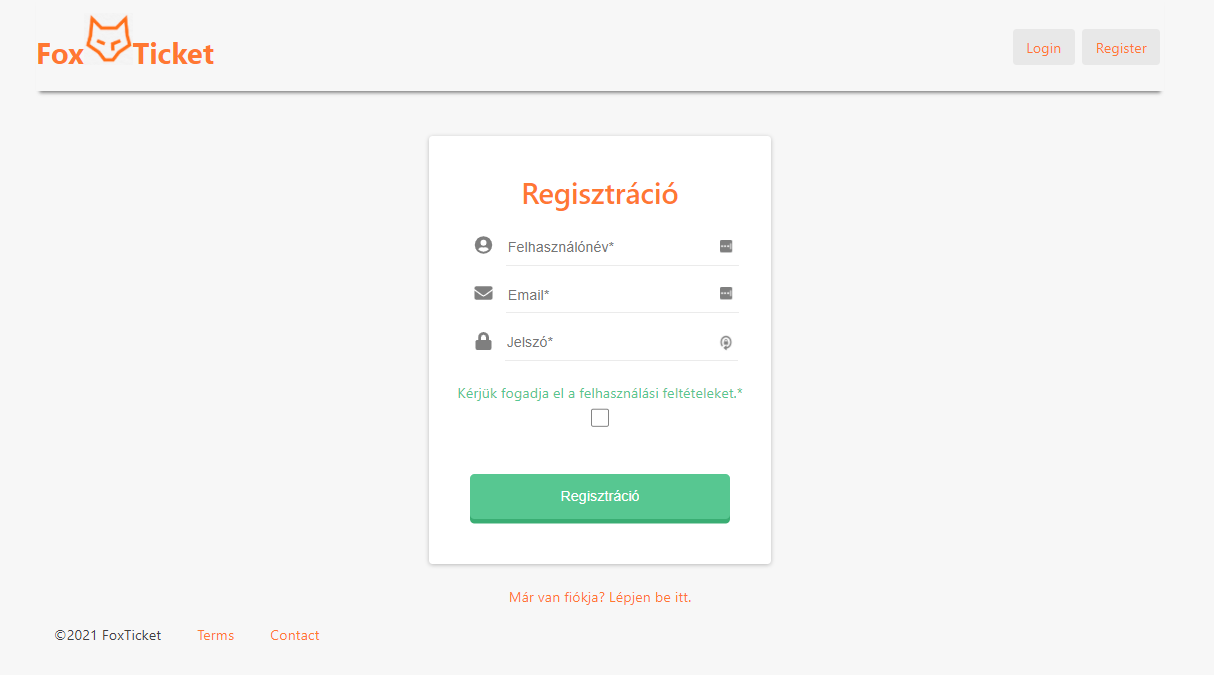 Fox Ticket
Login
Register
Regisztráció
Felhasználónév*
Email*
Jelszó*
Kérjük fogadja el a felhasználási feltételeket.*
Regisztráció
Már van fiókja? Lépjen be itt.
©2021 FoxTicket
Terms
Contact